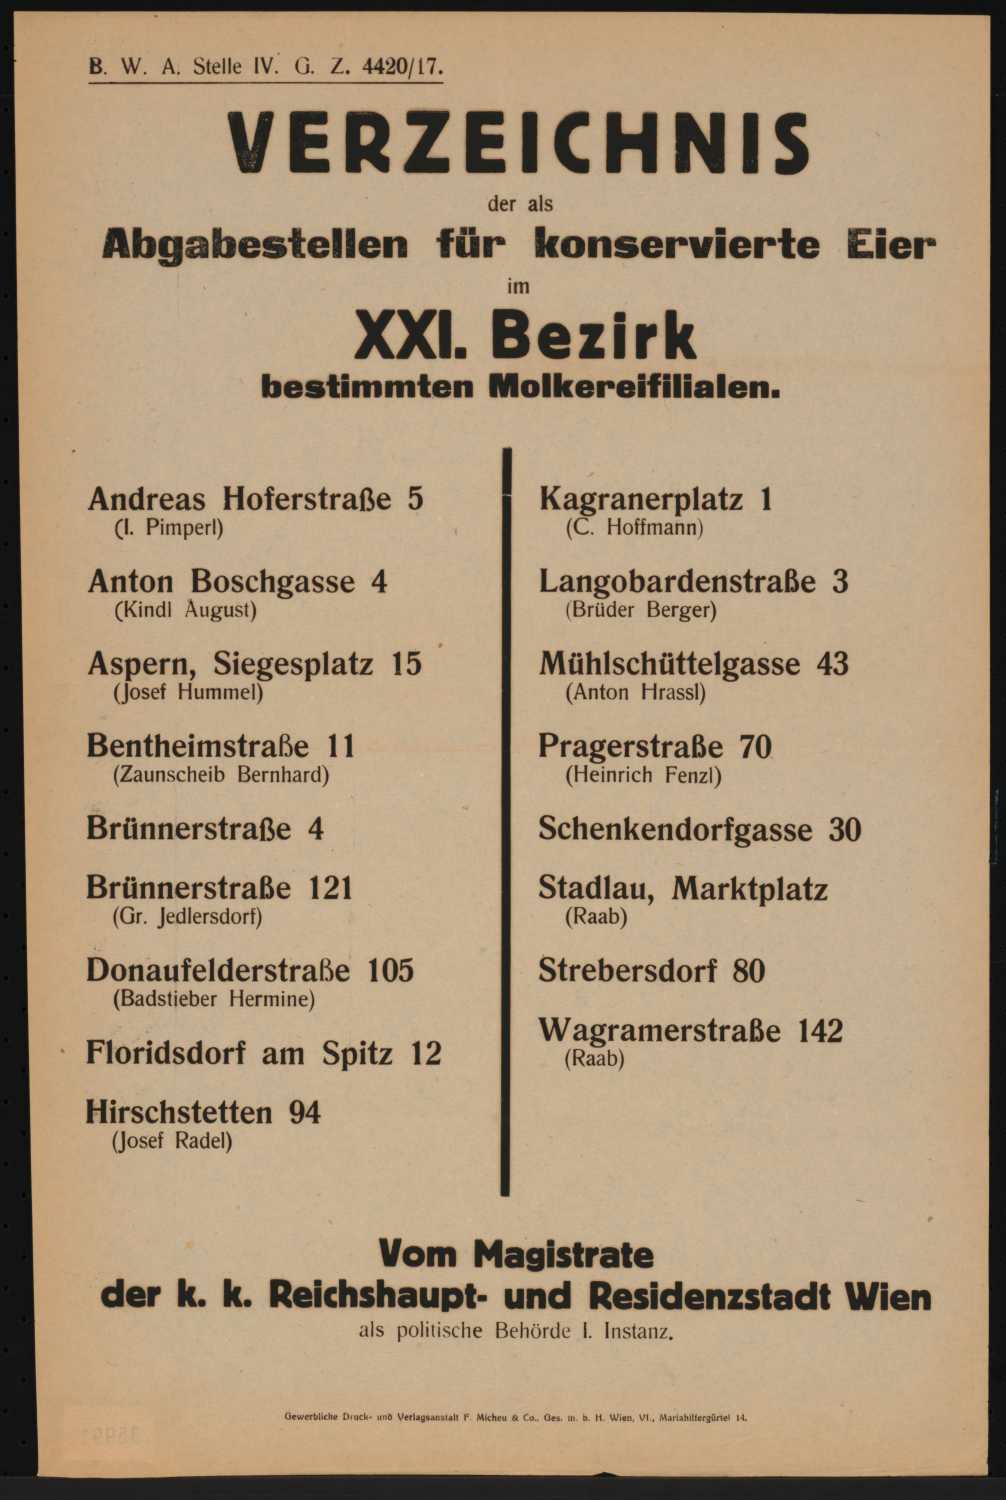 B. W. A. Stelle IV. G. Z. 4420/17.
VERZEICHNIS
der als
Abgabestellen für konservierte Eier
im
XXI. Bezirk
bestimmten Molkereifilialen.
Andreas Hoferstraße 5
(I. Pimperl)
Anton Boschgasse 4
(Kindl August)
Aspern, Siegesplatz 15
(Josef Hummel)
Bentheimstraße 11
(Zaunscheib Bernhard)
Brünnerstraße 4
Brünnerstraße 121
(Gr. Jedlersdorf)
Donaufelderstraße 105
(Badstieber Hermine)
Floridsdorf am Spitz 12
Hirschstetten 94
(Josef Radel)
Kagranerplatz 1
(C. Hoffmann)
Langobardenstraße 3
(Brüder Berger)
Mühlschüttelgasse 43
(Anton Hrassl)
Pragerstraße 70
(Heinrich Fenzl)
Schenkendorfgasse 30
Stadlau, Marktplatz
(Raab)
Strebersdorf 80
Wagramerstraße 142
(Raab)
Vom Magistrate
der k. k. Reichshaupt- und Residenzstadt Wien
als politische Behörde I. Instanz.
Gewerbliche Druck- und Verlagsanstalt F. Micheu & Co., Ges. m. b. H. Wien, VI., Mariahilfergürtel 14.